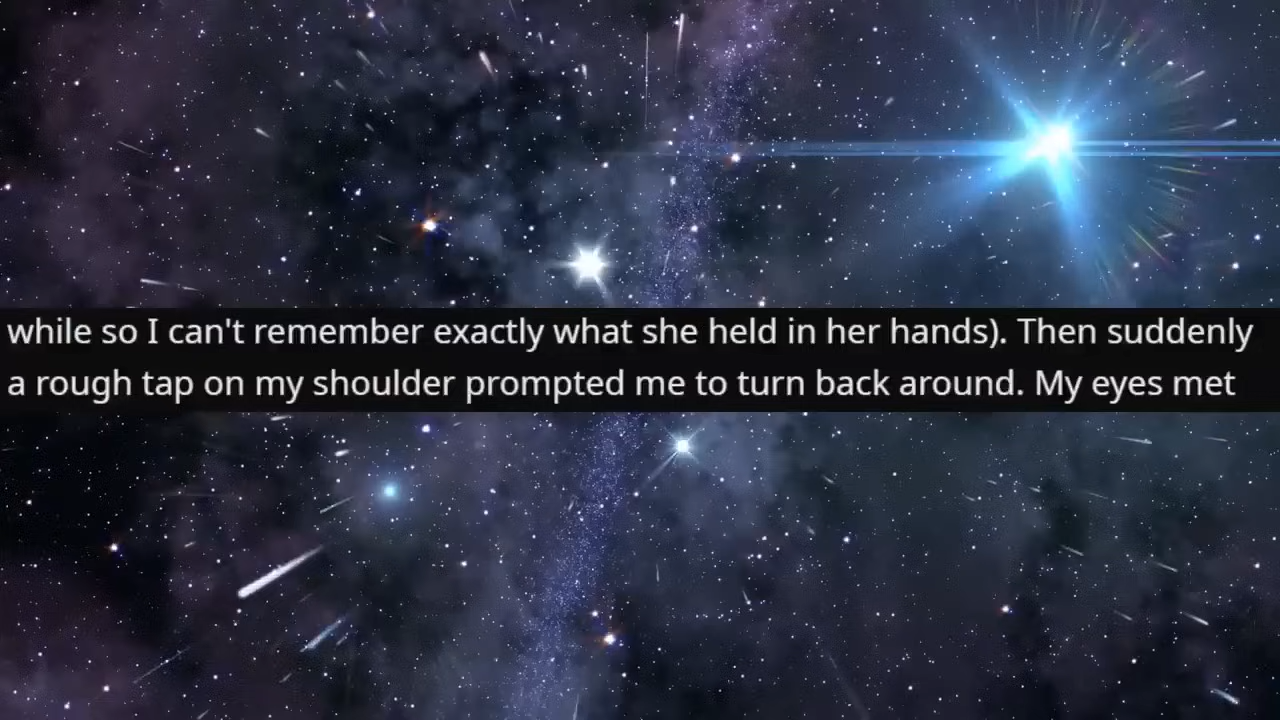 while so I can't remember exactly what she held in her hands). Then suddenly
a rough tap on my shoulder prompted me to turn back around. My eyes met